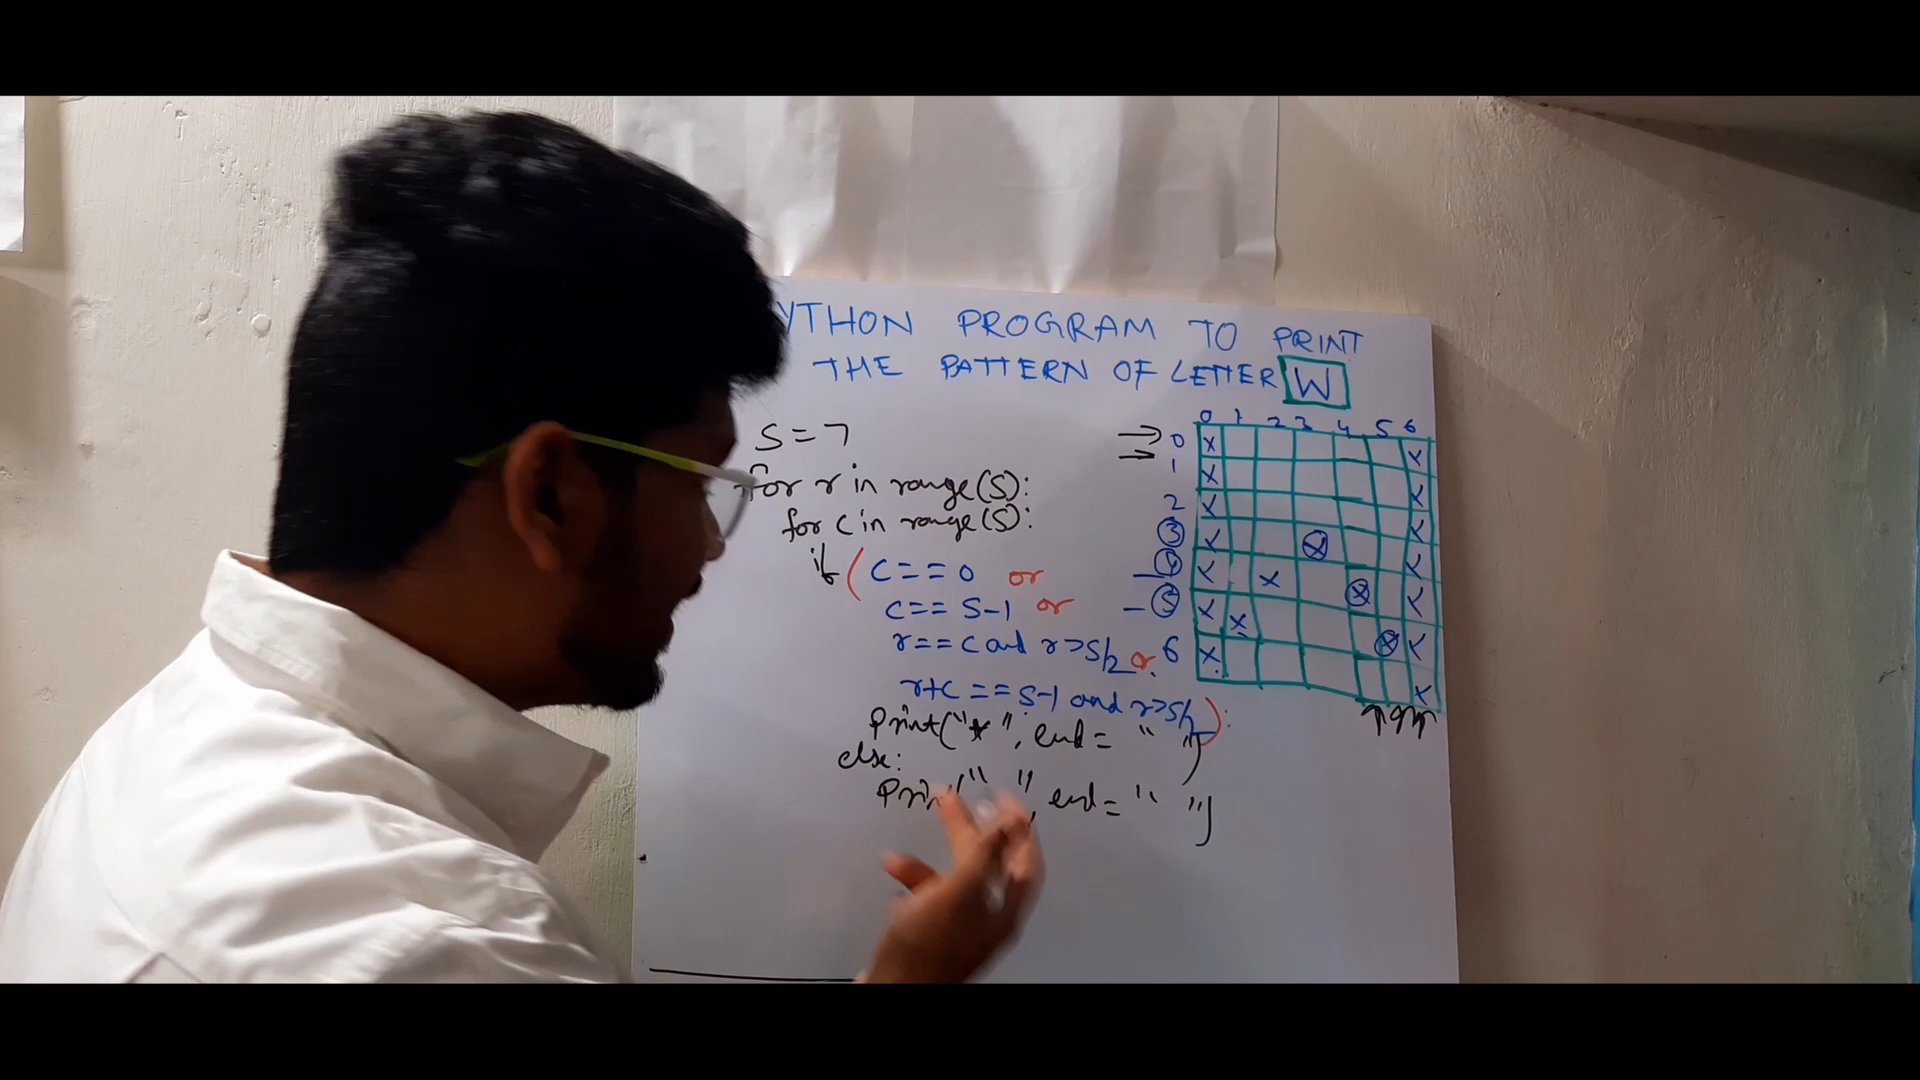 YTHON PROGRAM TO PRINT
THE PATTERN OF LETTER W
S=7
for r in range(S):
for c in range(S):
if ( c==0 or
c==S-1 or
r==c and r>S/2 or
r+c==S-1 and r>S/2 ):
Print("*", end=" ")
else:
Print(" ", end=" ")
0 1 2 3 4 5 6
0 x x
1 x x
2 x x
3 x x x
x x x x
5 x x x x
6 x x